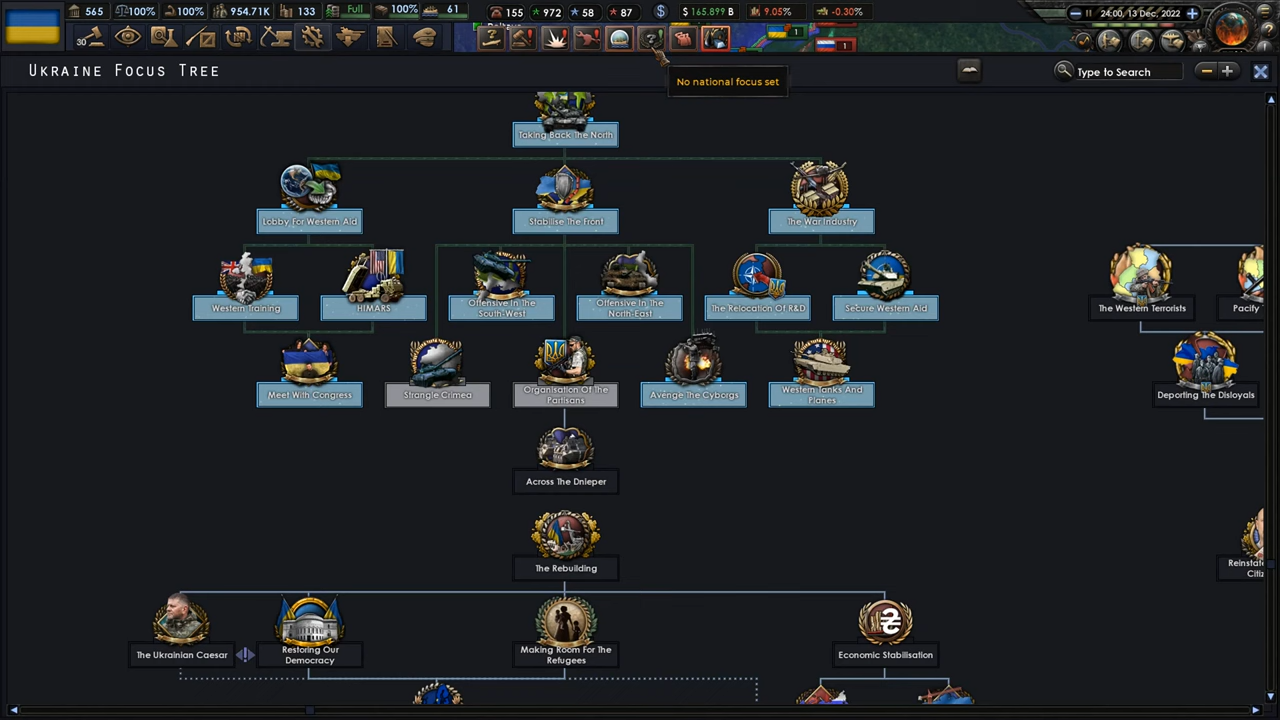 565
100%
100%
954.71K
133
Full
100%
61
155
972
58
87
$ 165.899 B
9.05%
-0.30%
24:00, 13 Dec, 2022
30
1
1
Ukraine Focus Tree
No national focus set
Type to Search
Taking Back The North
Lobby For Western Aid
Stabilise The Front
The War Industry
Western Training
HIMARS
Offensive In The
South-West
Offensive In The
North-East
The Relocation Of R&D
Secure Western Aid
The Western Terrorists
Pacify
Meet With Congress
Strangle Crimea
Organisation Of The
Partisans
Avenge The Cyborgs
Western Tanks And
Planes
Deporting The Disloyals
Across The Dnieper
The Rebuilding
Reinstate
Citiz
The Ukrainian Caesar
Restoring Our
Democracy
Making Room For The
Refugees
Economic Stabilisation